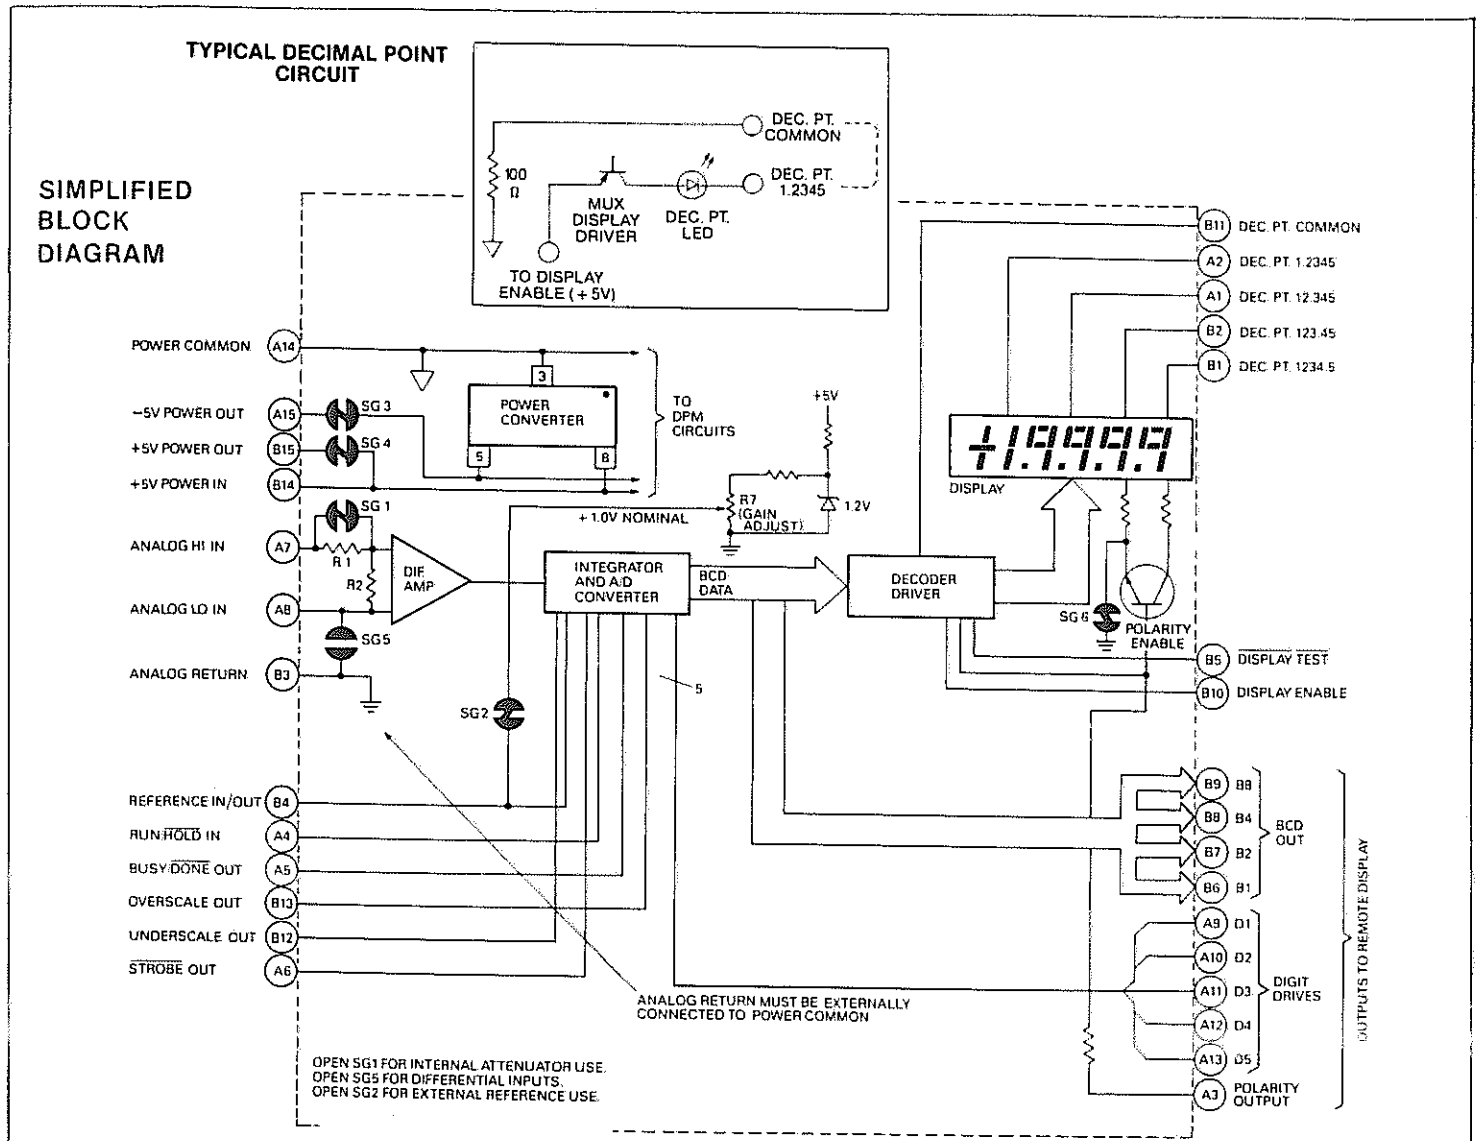 TYPICAL DECIMAL POINT
CIRCUIT
DEC. PT.
COMMON
100
Ω
DEC. PT.
1.2345
MUX
DISPLAY
DRIVER
DEC. PT.
LED
TO DISPLAY
ENABLE (+5V)
SIMPLIFIED
BLOCK
DIAGRAM
B11 DEC. PT. COMMON
A2 DEC. PT. 1.2345
A1 DEC. PT. 12.345
B2 DEC. PT. 123.45
B1 DEC. PT. 1234.5
POWER COMMON A14
3
POWER
CONVERTER
5
8
TO
DPM
CIRCUITS
-5V POWER OUT A15 SG 3
+5V POWER OUT B15 SG 4
+5V POWER IN B14
+5V
R7
(GAIN
ADJUST)
1.2V
+1.0V NOMINAL
±1.9.9.9.9
DISPLAY
SG 1
ANALOG HI IN A7
R1
R2
DIF
AMP
ANALOG LO IN A8
SG5
ANALOG RETURN B3
INTEGRATOR
AND A/D
CONVERTER
BCD
DATA
DECODER
DRIVER
SG 6
POLARITY
ENABLE
B5 DISPLAY TEST
B10 DISPLAY ENABLE
5
SG2
REFERENCE IN/OUT B4
RUN/HOLD IN A4
BUSY/DONE OUT A5
OVERSCALE OUT B13
UNDERSCALE OUT B12
STROBE OUT A6
B9 B8
B8 B4
B7 B2
B6 B1
BCD
OUT
A9 D1
A10 D2
A11 D3
A12 D4
A13 D5
DIGIT
DRIVES
A3 POLARITY
OUTPUT
OUTPUTS TO REMOTE DISPLAY
ANALOG RETURN MUST BE EXTERNALLY
CONNECTED TO POWER COMMON
OPEN SG1 FOR INTERNAL ATTENUATOR USE.
OPEN SG5 FOR DIFFERENTIAL INPUTS.
OPEN SG2 FOR EXTERNAL REFERENCE USE.